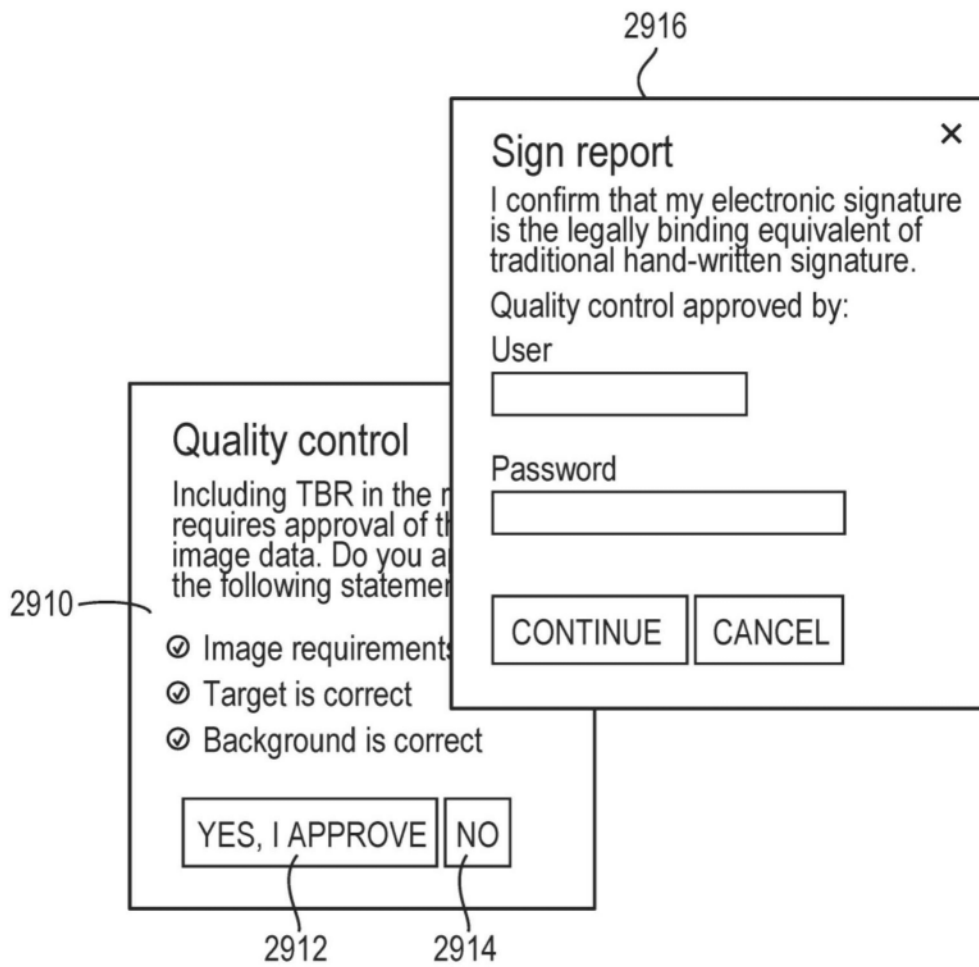 2916
Sign report
I confirm that my electronic signature
is the legally binding equivalent of
traditional hand-written signature.
Quality control approved by:
User
Password
CONTINUE CANCEL
Quality control
Including TBR in the
requires approval of
image data. Do you
the following
2910
Image requirements
Target is correct
Background is correct
YES, I APPROVE NO
2912 2914